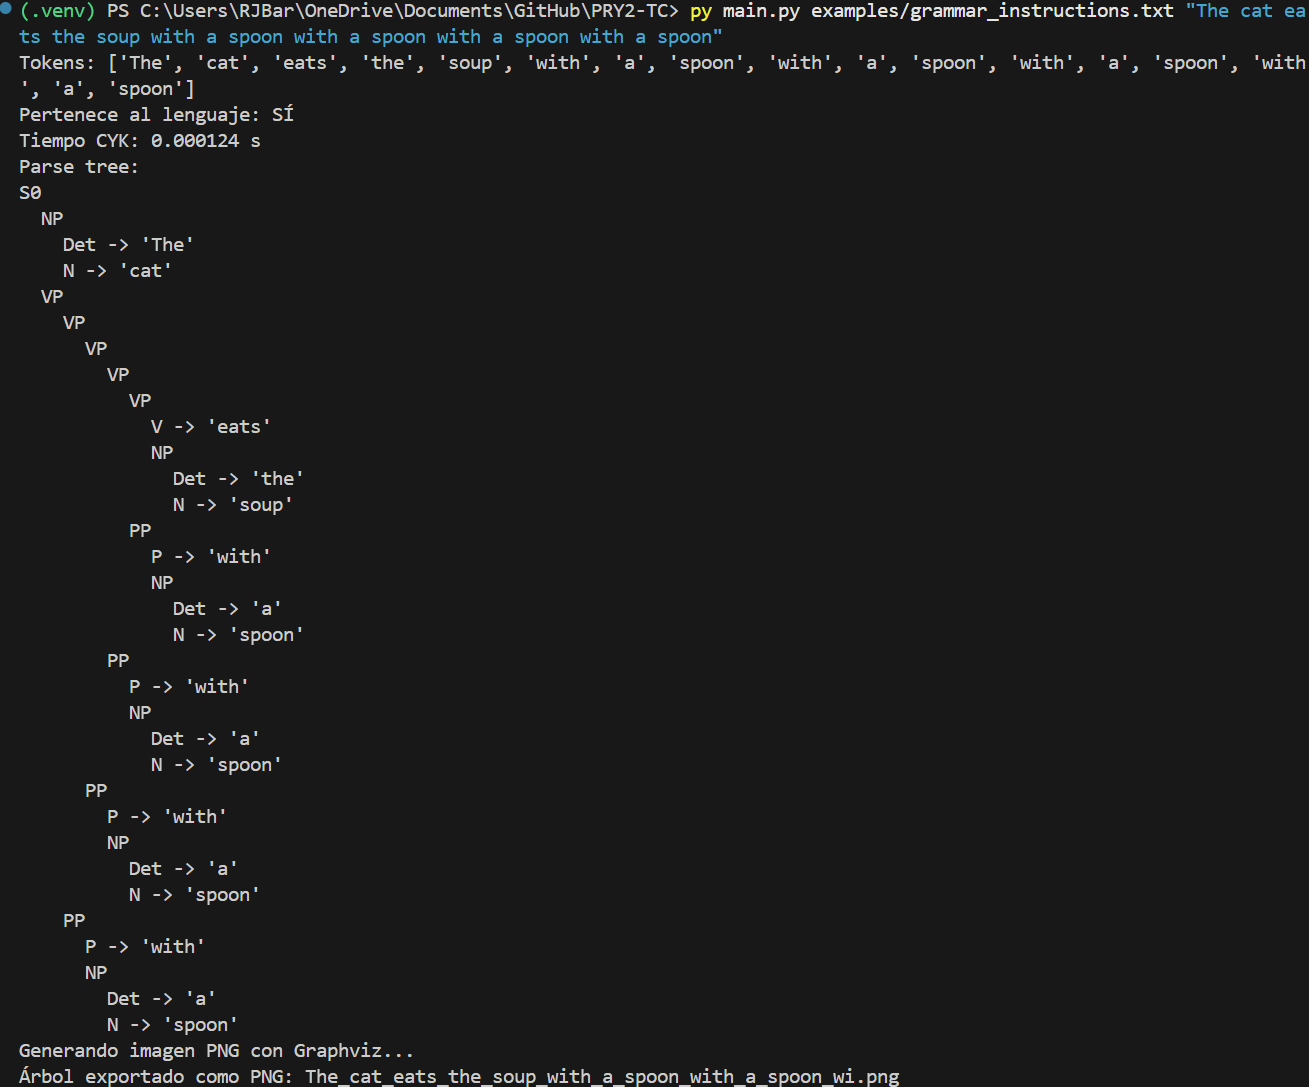 (.venv) PS C:\Users\RJBar\OneDrive\Documents\GitHub\PRY2-TC> py main.py examples/grammar_instructions.txt "The cat ea
ts the soup with a spoon with a spoon with a spoon with a spoon"
Tokens: ['The', 'cat', 'eats', 'the', 'soup', 'with', 'a', 'spoon', 'with', 'a', 'spoon', 'with', 'a', 'spoon', 'with
', 'a', 'spoon']
Pertenece al lenguaje: SÍ
Tiempo CYK: 0.000124 s
Parse tree:
S0
  NP
    Det -> 'The'
    N -> 'cat'
  VP
    VP
      VP
        VP
          VP
            V -> 'eats'
            NP
              Det -> 'the'
              N -> 'soup'
          PP
            P -> 'with'
            NP
              Det -> 'a'
              N -> 'spoon'
        PP
          P -> 'with'
          NP
            Det -> 'a'
            N -> 'spoon'
      PP
        P -> 'with'
        NP
          Det -> 'a'
          N -> 'spoon'
    PP
      P -> 'with'
      NP
        Det -> 'a'
        N -> 'spoon'
Generando imagen PNG con Graphviz...
Árbol exportado como PNG: The_cat_eats_the_soup_with_a_spoon_with_a_spoon_wi.png